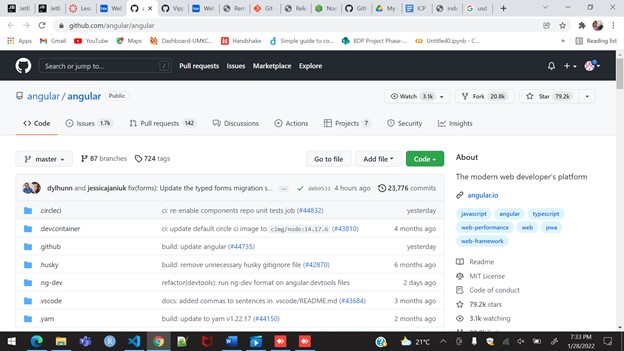 JetB
JetB
Less
Wel
a
Vip
Wel
Rem
Git -
Rele
No
Gith
My
ICP
inde
usd
github.com/angular/angular
Apps
Gmail
YouTube
Maps
Dashboard-UMKC...
Handshake
Simple guide to co...
BDP Project Phase-...
Untitled0.ipynb - C...
Reading list
Search or jump to...
/
Pull requests
Issues
Marketplace
Explore
angular / angular
Public
Watch 3.1k
Fork 20.8k
Star 79.2k
Code
Issues 1.7k
Pull requests 142
Discussions
Actions
Projects 7
Security
Insights
master
87 branches
724 tags
Go to file
Add file
Code
dylhunn and jessicajaniuk fix(forms): Update the typed forms migration s... ... deb9531 4 hours ago 23,776 commits
.circleci ci: re-enable components repo unit tests job (#44832) yesterday
.devcontainer ci: update default circle ci image to cimg/node:14.17.6 (#43810) 4 months ago
.github build: update angular (#44735) yesterday
.husky build: remove unnecessary husky gitignore file (#42870) 6 months ago
.ng-dev refactor(devtools): run ng-dev format on angular devtools files 2 days ago
.vscode docs: added commas to sentences in .vscode/README.md (#43684) 3 months ago
.yarn build: update to yarn v1.22.17 (#44150) 2 months ago
About
The modern web developer's platform
angular.io
javascript angular typescript
web-performance web pwa
web-framework
Readme
MIT License
Code of conduct
79.2k stars
3.1k watching
21°C
7:33 PM
1/28/2022